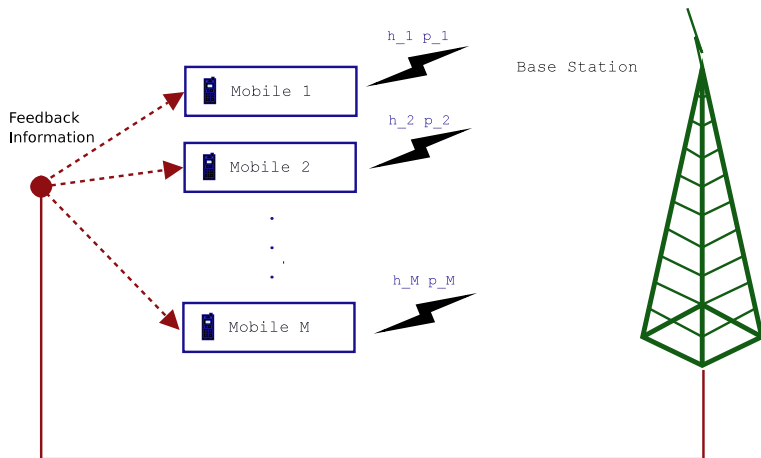 h_1 p_1
Base Station
Mobile 1
Feedback
Information
h_2 p_2
Mobile 2
h_M p_M
Mobile M